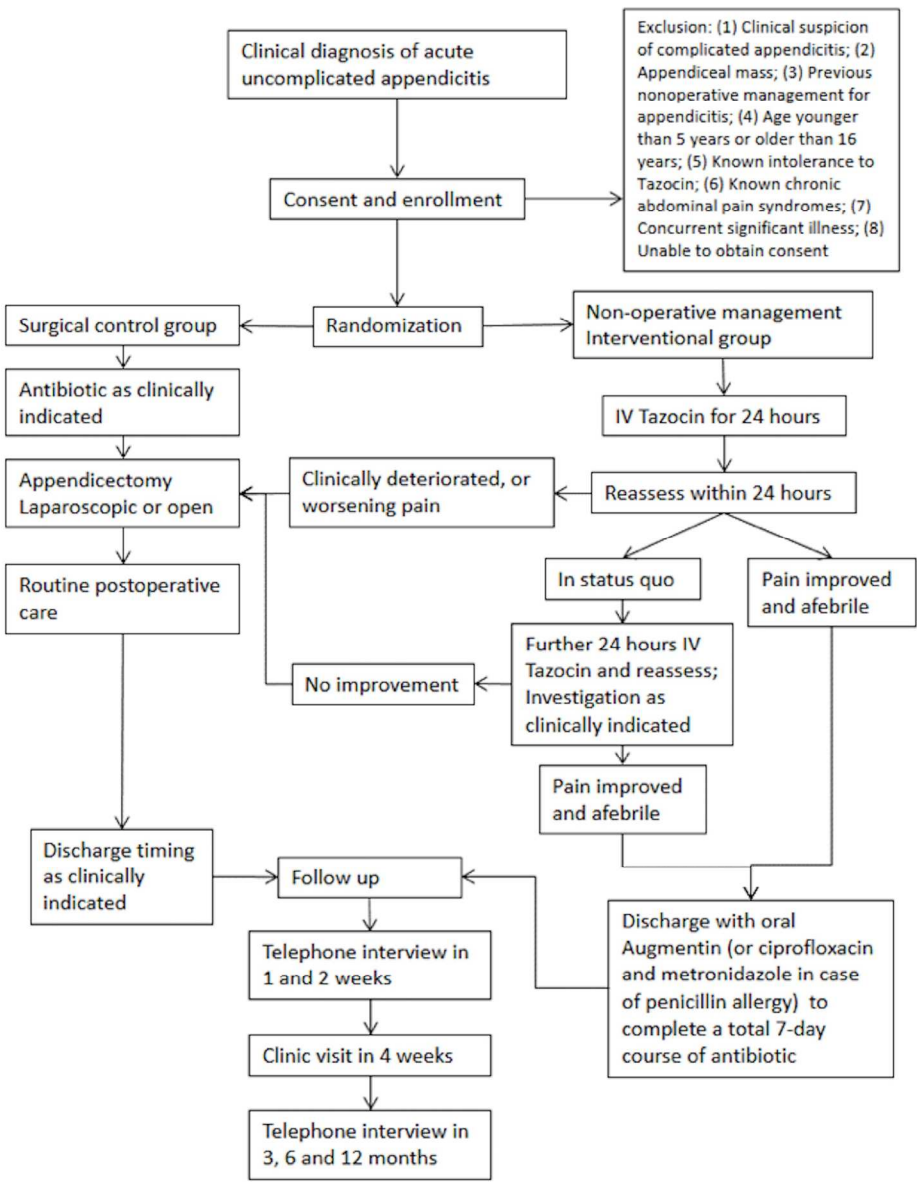 Clinical diagnosis of acute
uncomplicated appendicitis
Exclusion: (1) Clinical suspicion
of complicated appendicitis; (2)
Appendiceal mass; (3) Previous
nonoperative management for
appendicitis; (4) Age younger
than 5 years or older than 16
years; (5) Known intolerance to
Tazocin; (6) Known chronic
abdominal pain syndromes; (7)
Concurrent significant illness; (8)
Unable to obtain consent
Consent and enrollment
Randomization
Surgical control group
Non-operative management
Interventional group
Antibiotic as clinically
indicated
IV Tazocin for 24 hours
Appendicectomy
Laparoscopic or open
Clinically deteriorated, or
worsening pain
Reassess within 24 hours
Routine postoperative
care
In status quo
Pain improved
and afebrile
No improvement
Further 24 hours IV
Tazocin and reassess;
Investigation as
clinically indicated
Pain improved
and afebrile
Discharge timing
as clinically
indicated
Follow up
Discharge with oral
Augmentin (or ciprofloxacin
and metronidazole in case
of penicillin allergy) to
complete a total 7-day
course of antibiotic
Telephone interview in
1 and 2 weeks
Clinic visit in 4 weeks
Telephone interview in
3, 6 and 12 months